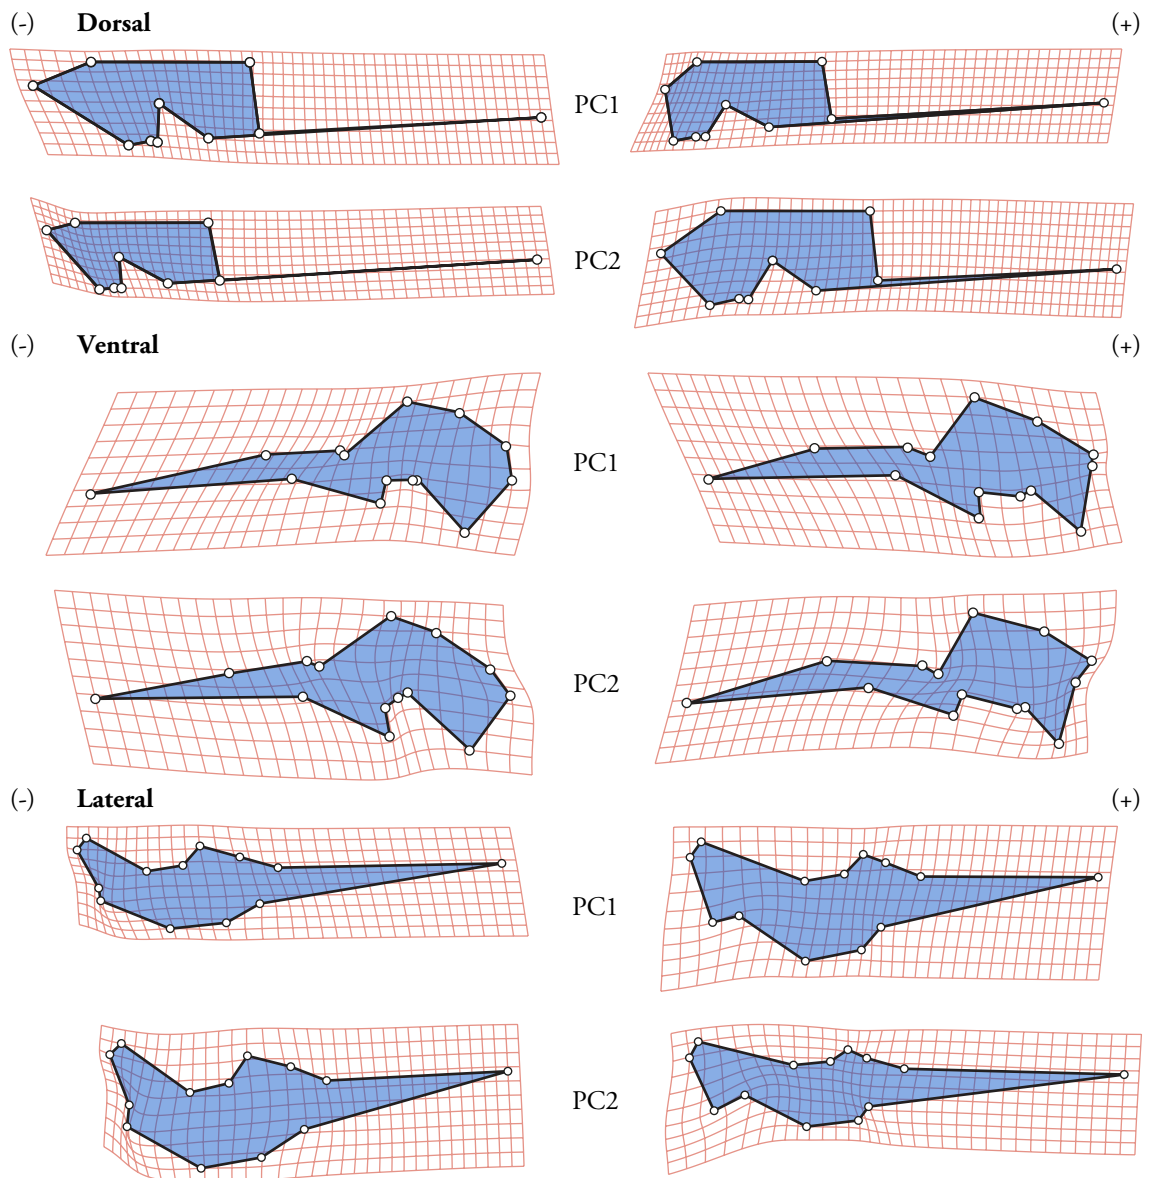 (-) Dorsal (+)
PC1
PC2
(-) Ventral (+)
PC1
PC2
(-) Lateral (+)
PC1
PC2